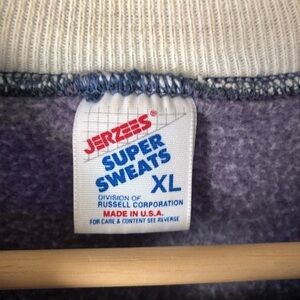 JERZEES®
SUPER
SWEATS
XL
DIVISION OF
RUSSELL CORPORATION
MADE IN U.S.A.
FOR CARE & CONTENT SEE REVERSE